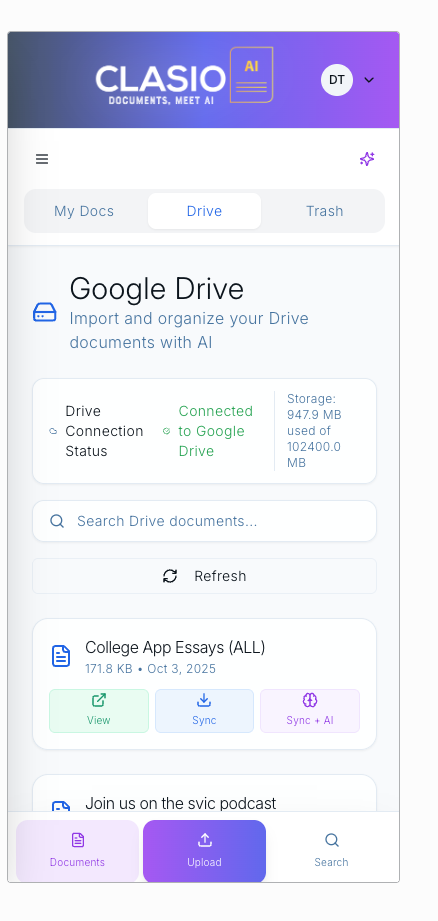 CLASIO
AI
DOCUMENTS, MEET AI
DT
My Docs
Drive
Trash
Google Drive
Import and organize your Drive
documents with AI
Drive
Connection
Status
Connected
to Google
Drive
Storage:
947.9 MB
used of
102400.0
MB
Search Drive documents...
Refresh
College App Essays (ALL)
171.8 KB • Oct 3, 2025
View
Sync
Sync + AI
Join us on the svic podcast
Documents
Upload
Search